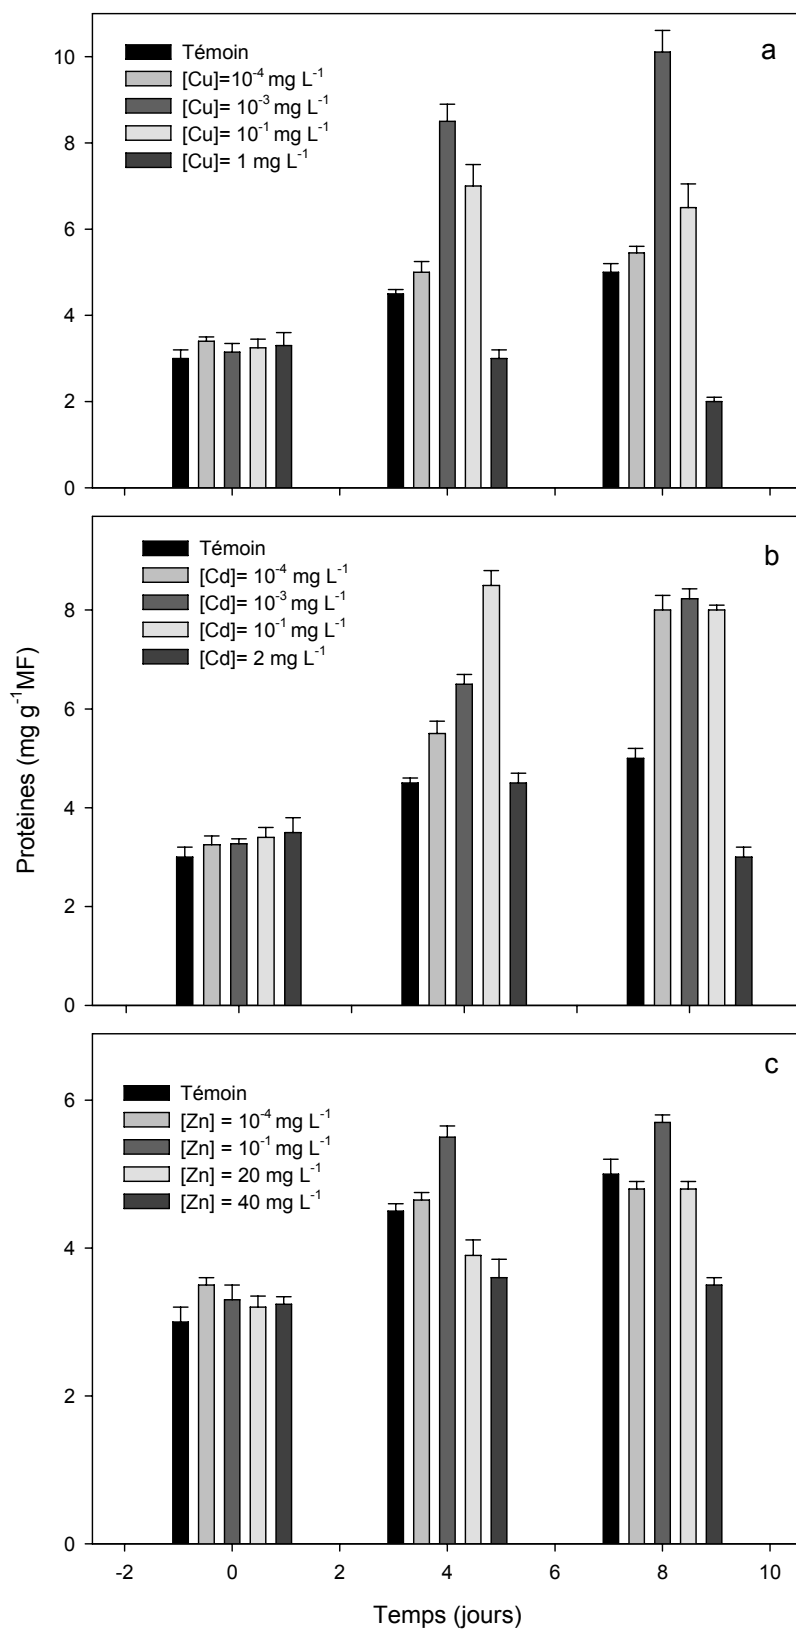 a
Témoin
[Cu]=10⁻⁴ mg L⁻¹
[Cu]= 10⁻³ mg L⁻¹
[Cu]= 10⁻¹ mg L⁻¹
[Cu]= 1 mg L⁻¹
10
8
6
4
2
0
b
Témoin
[Cd]= 10⁻⁴ mg L⁻¹
[Cd]= 10⁻³ mg L⁻¹
[Cd]= 10⁻¹ mg L⁻¹
[Cd]= 2 mg L⁻¹
8
6
4
2
0
Protèines (mg g⁻¹MF)
c
Témoin
[Zn] = 10⁻⁴ mg L⁻¹
[Zn] = 10⁻¹ mg L⁻¹
[Zn] = 20 mg L⁻¹
[Zn] = 40 mg L⁻¹
6
4
2
0
-2 0 2 4 6 8 10
Temps (jours)